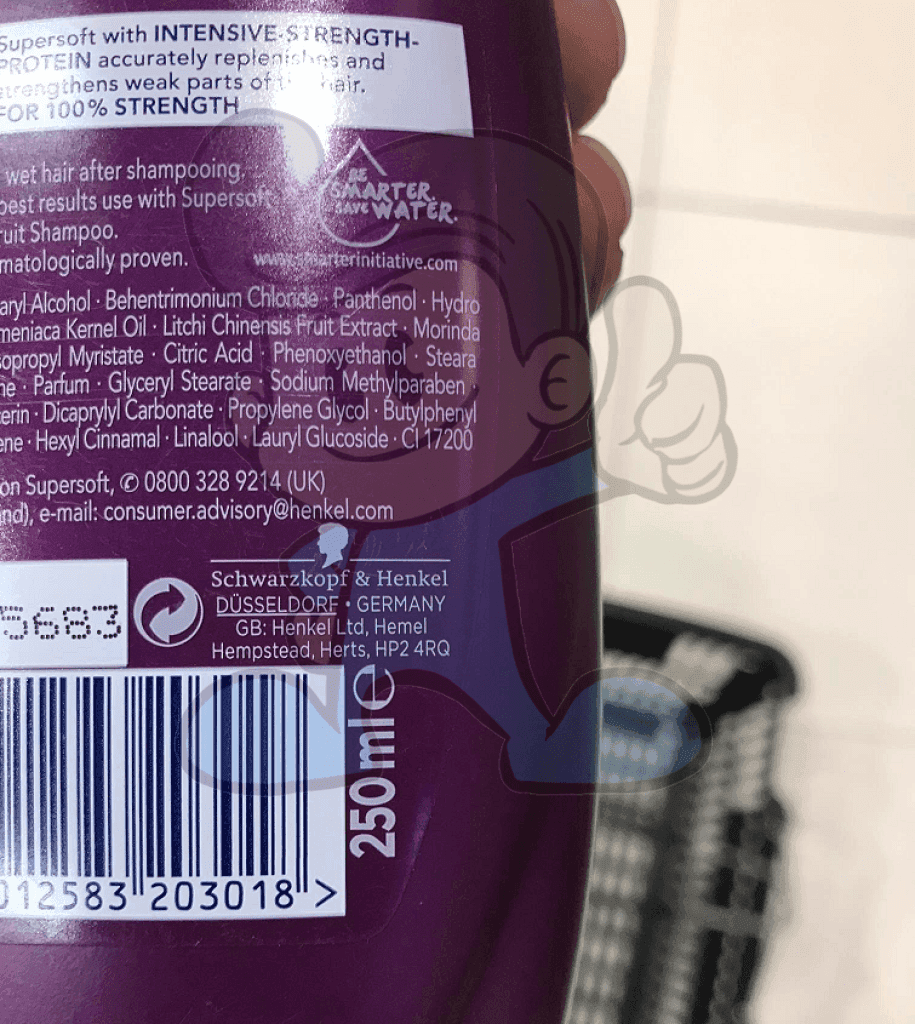 Supersoft with INTENSIVE-STRENGTH-
PROTEIN accurately replenishes and
strengthens weak parts of hair.
FOR 100% STRENGTH
wet hair after shampooing.
best results use with Supersoft
ruit Shampoo.
matologically proven.
BE
SMARTER.
SAVE WATER.
www.smarterinitiative.com
aryl Alcohol · Behentrimonium Chloride · Panthenol · Hydro
meniaca Kernel Oil · Litchi Chinensis Fruit Extract · Morinda
sopropyl Myristate · Citric Acid · Phenoxyethanol · Steara
ne · Parfum · Glyceryl Stearate · Sodium Methylparaben ·
cerin · Dicaprylyl Carbonate · Propylene Glycol · Butylphenyl
ene · Hexyl Cinnamal · Linalool · Lauryl Glucoside · CI 17200
on Supersoft, ✆ 0800 328 9214 (UK)
nd), e-mail: consumer.advisory@henkel.com
Schwarzkopf & Henkel
DÜSSELDORF · GERMANY
GB: Henkel Ltd, Hemel
Hempstead, Herts, HP2 4RQ
5683
250 ml e
012583 203018 >